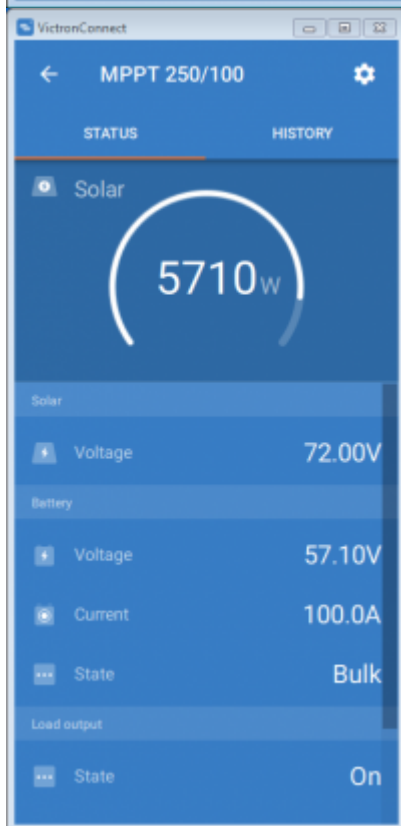 VictronConnect
MPPT 250/100
STATUS HISTORY
Solar
5710W
Solar
Voltage 72.00V
Battery
Voltage 57.10V
Current 100.0A
State Bulk
Load output
State On